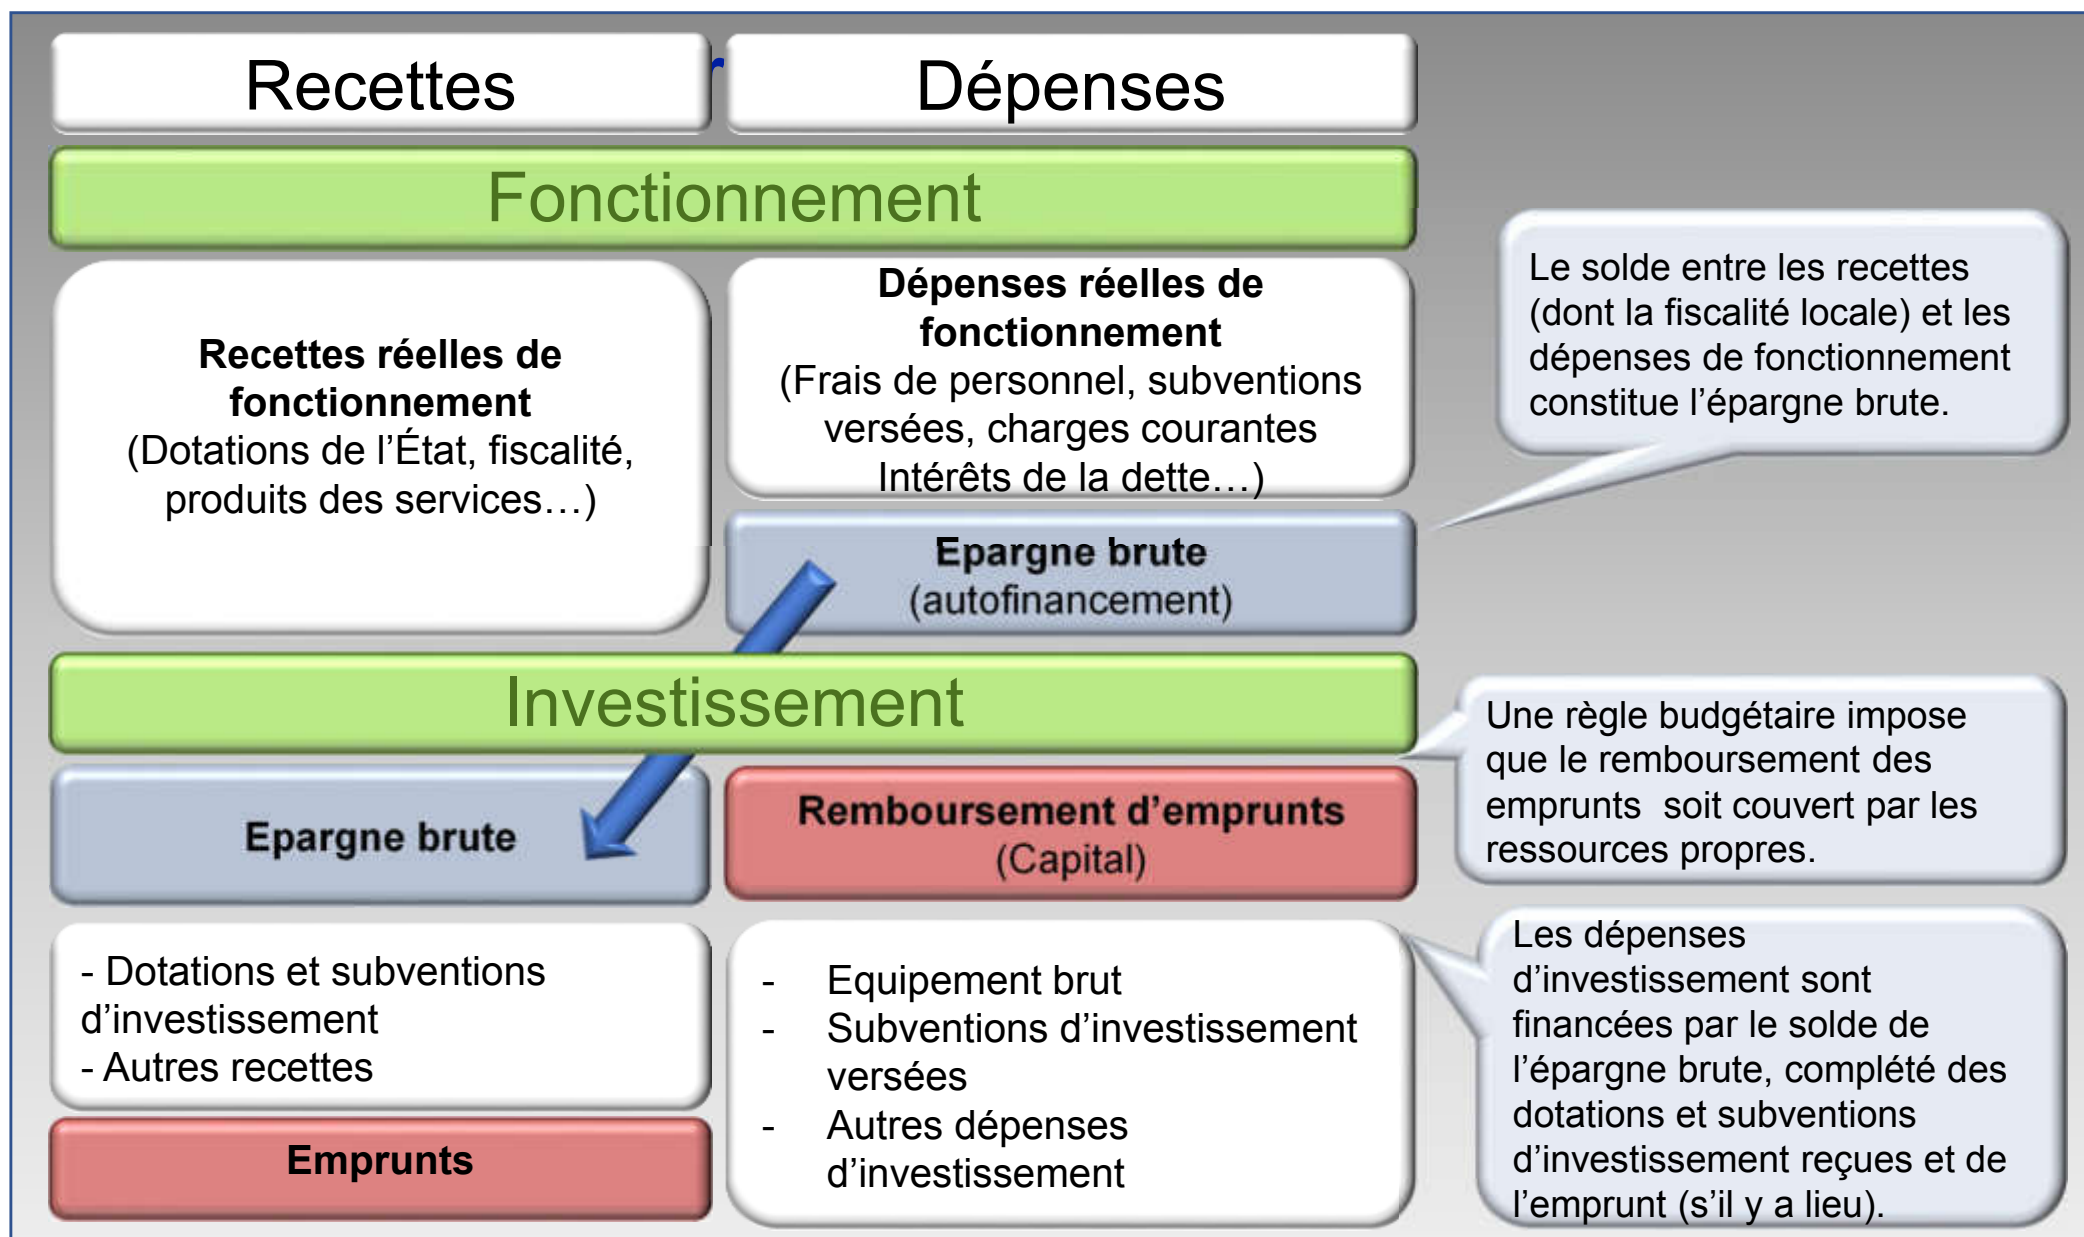 Recettes
Dépenses
Fonctionnement
Recettes réelles de
fonctionnement
(Dotations de l’État, fiscalité,
produits des services…)
Dépenses réelles de
fonctionnement
(Frais de personnel, subventions
versées, charges courantes
Intérêts de la dette…)
Le solde entre les recettes
(dont la fiscalité locale) et les
dépenses de fonctionnement
constitue l’épargne brute.
Epargne brute
(autofinancement)
Investissement
Epargne brute
Remboursement d’emprunts
(Capital)
Une règle budgétaire impose
que le remboursement des
emprunts  soit couvert par les
ressources propres.
- Dotations et subventions
d’investissement
- Autres recettes
Emprunts
- Equipement brut
- Subventions d’investissement
versées
- Autres dépenses
d’investissement
Les dépenses
d’investissement sont
financées par le solde de
l’épargne brute, complété des
dotations et subventions
d’investissement reçues et de
l’emprunt (s’il y a lieu).